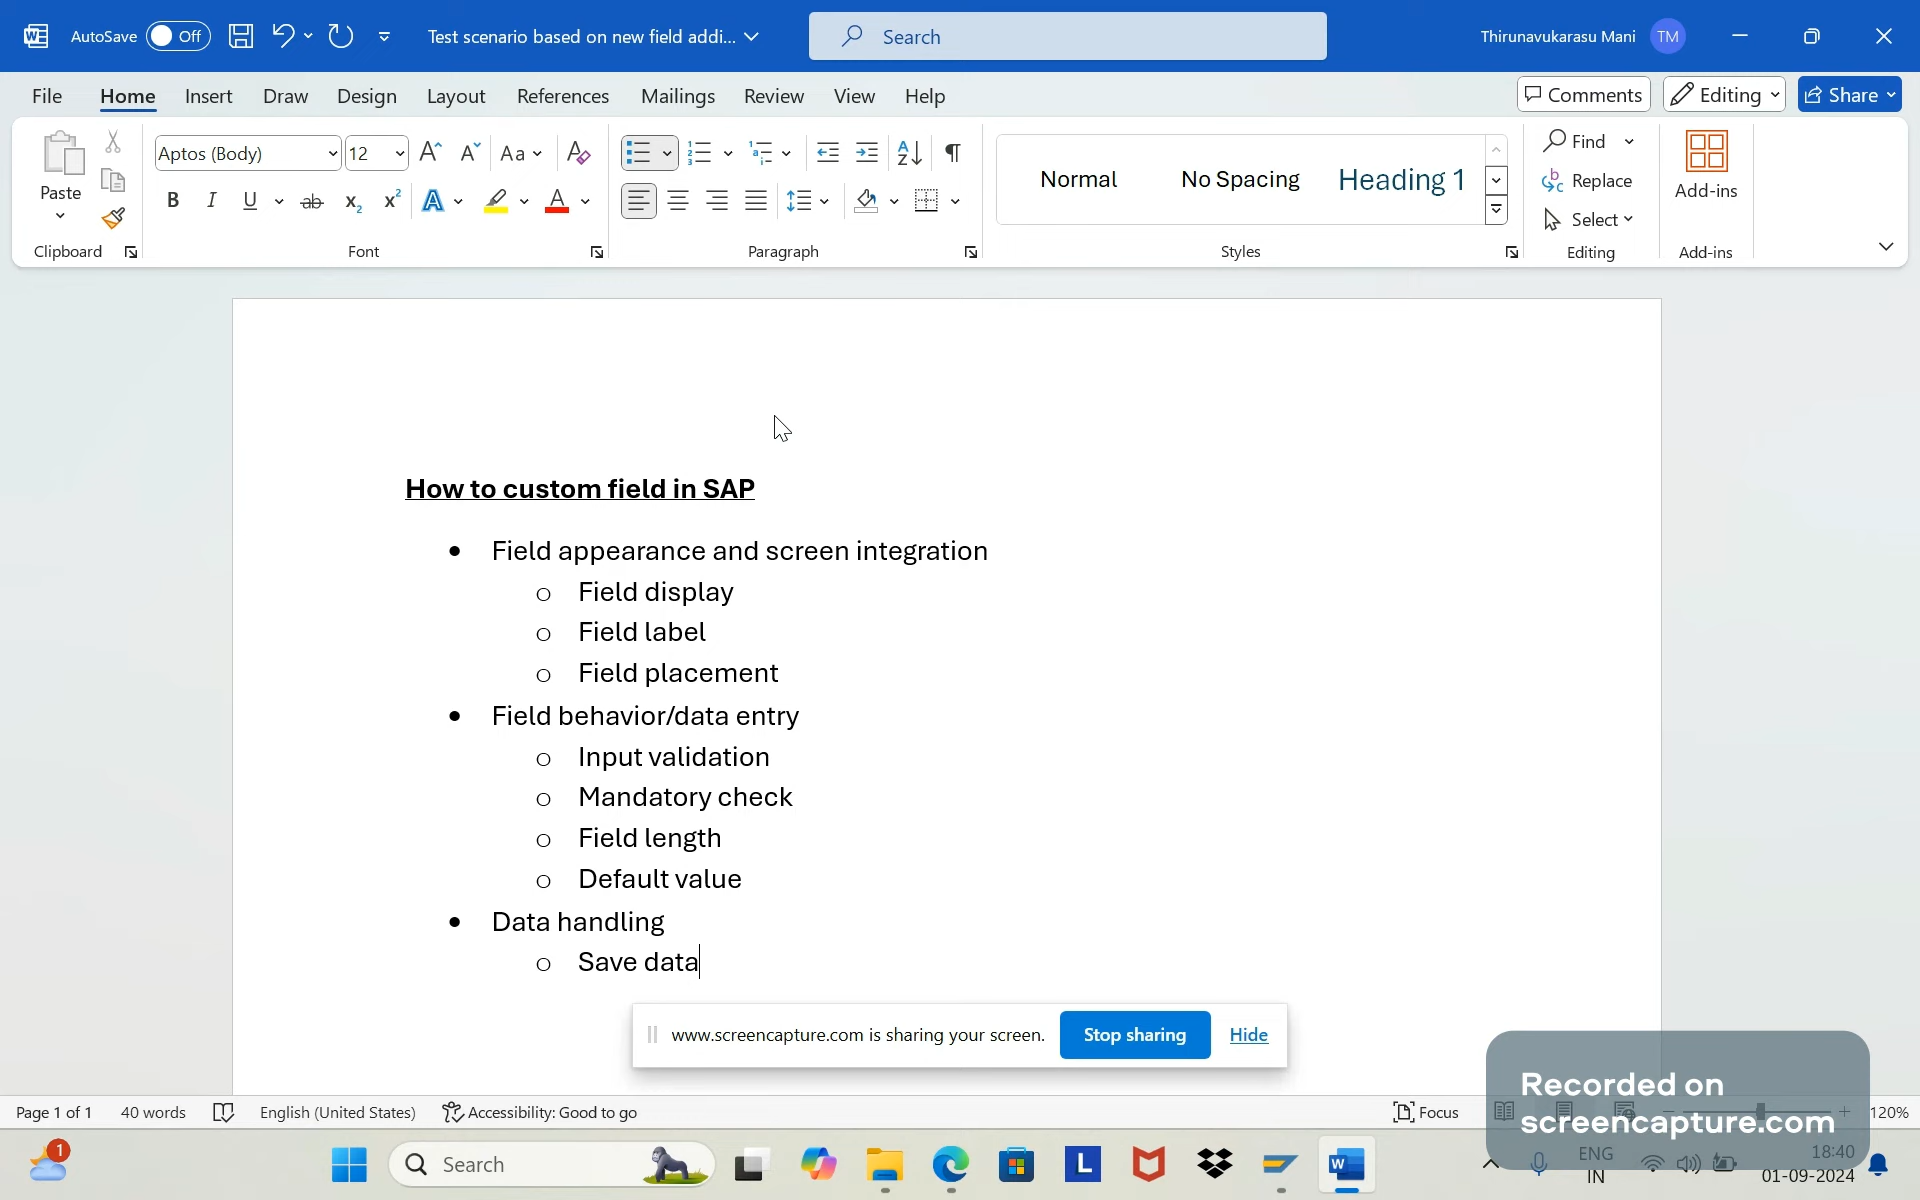 AutoSave Off Test scenario based on new field addi... Search Thirunavukarasu Mani TM
File Home Insert Draw Design Layout References Mailings Review View Help Comments Editing Share
Paste Aptos (Body) 12 Aa Normal No Spacing Heading 1 Find Replace Select Add-ins
Clipboard Font Paragraph Styles Editing Add-ins
How to custom field in SAP
• Field appearance and screen integration
o Field display
o Field label
o Field placement
• Field behavior/data entry
o Input validation
o Mandatory check
o Field length
o Default value
• Data handling
o Save data
www.screencapture.com is sharing your screen. Stop sharing Hide
Recorded on
screencapture.com
Page 1 of 1 40 words English (United States) Accessibility: Good to go Focus 120%
1 Search ENG 18:40
IN 01-09-2024